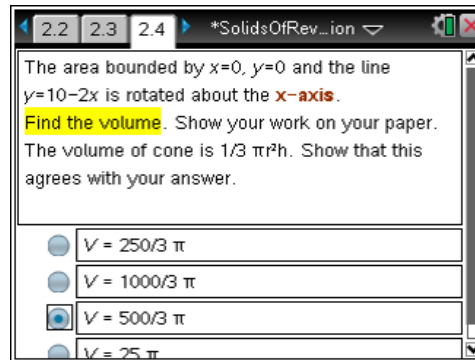 2.2 2.3 2.4 *SolidsOfRev…ion
The area bounded by x=0, y=0 and the line
y=10−2x is rotated about the x−axis.
Find the volume. Show your work on your paper.
The volume of cone is 1/3 πr²h. Show that this
agrees with your answer.
V = 250/3 π
V = 1000/3 π
V = 500/3 π
V = 25 π